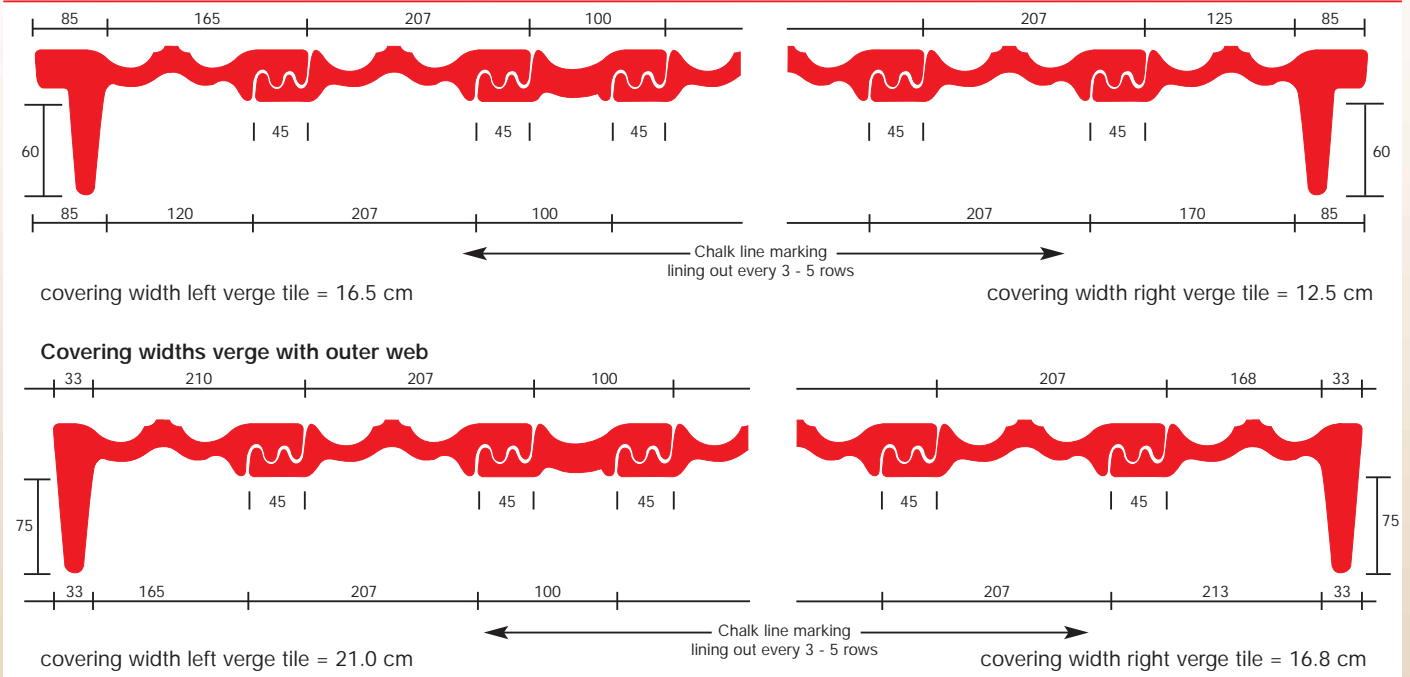 85 165 207 100 207 125 85
45 45 45 45 45
60 60
85 120 207 100 207 170 85
Chalk line marking
lining out every 3 - 5 rows
covering width left verge tile = 16.5 cm covering width right verge tile = 12.5 cm
Covering widths verge with outer web
33 210 207 100 207 168 33
45 45 45 45 45
75 75
33 165 207 100 207 213 33
Chalk line marking
lining out every 3 - 5 rows
covering width left verge tile = 21.0 cm covering width right verge tile = 16.8 cm